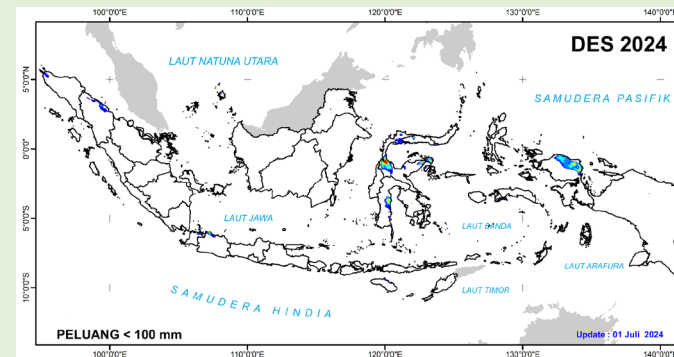 100°0'0"E 110°0'0"E 120°0'0"E 130°0'0"E 140°0'0"
DES 2024
LAUT NATUNA UTARA
5°0'0"N
SAMUDERA PASIFIK
0°0'0"
LAUT JAWA
5°0'0"S
LAUT BANDA
LAUT ARAFURA
10°0'0"S
SAMUDERA HINDIA
LAUT TIMOR
PELUANG < 100 mm
Update : 01 Juli 2024
100°0'0"E 110°0'0"E 120°0'0"E 130°0'0"E 140°0'0"